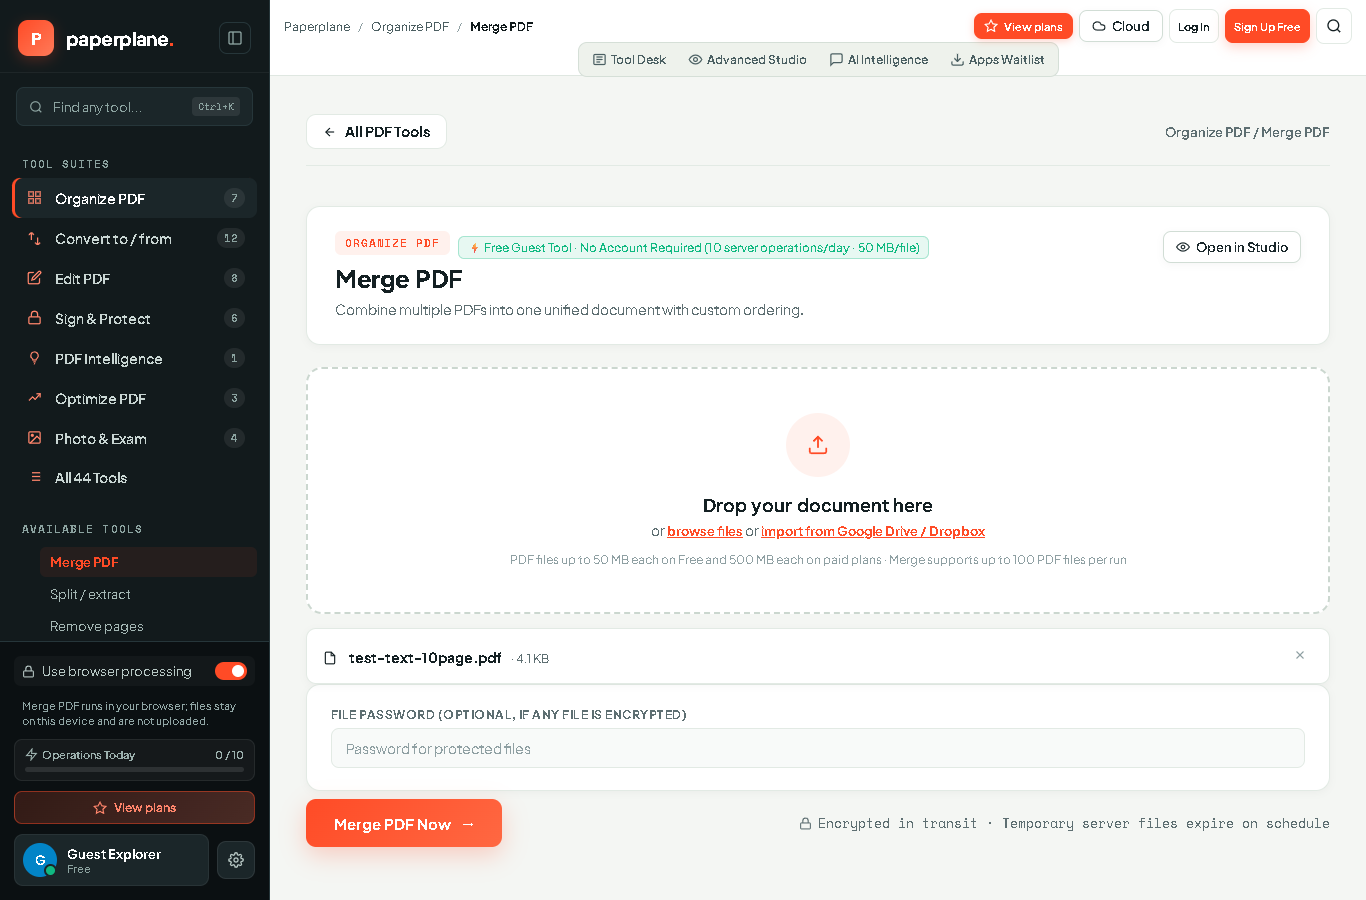 P paperplane.
Find any tool... Ctrl+K
TOOL SUITES
Organize PDF 7
Convert to / from 12
Edit PDF 8
Sign & Protect 6
PDF Intelligence 1
Optimize PDF 3
Photo & Exam 4
All 44 Tools
AVAILABLE TOOLS
Merge PDF
Split / extract
Remove pages
Use browser processing
Merge PDF runs in your browser; files stay
on this device and are not uploaded.
Operations Today 0 / 10
View plans
G Guest Explorer
Free
Paperplane / Organize PDF / Merge PDF
View plans Cloud Log In Sign Up Free
Tool Desk Advanced Studio AI Intelligence Apps Waitlist
← All PDF Tools
Organize PDF / Merge PDF
ORGANIZE PDF Free Guest Tool · No Account Required (10 server operations/day · 50 MB/file)
Open in Studio
Merge PDF
Combine multiple PDFs into one unified document with custom ordering.
Drop your document here
or browse files or import from Google Drive / Dropbox
PDF files up to 50 MB each on Free and 500 MB each on paid plans · Merge supports up to 100 PDF files per run
test-text-10page.pdf · 4.1 KB ×
FILE PASSWORD (OPTIONAL, IF ANY FILE IS ENCRYPTED)
Password for protected files
Merge PDF Now →
Encrypted in transit · Temporary server files expire on schedule